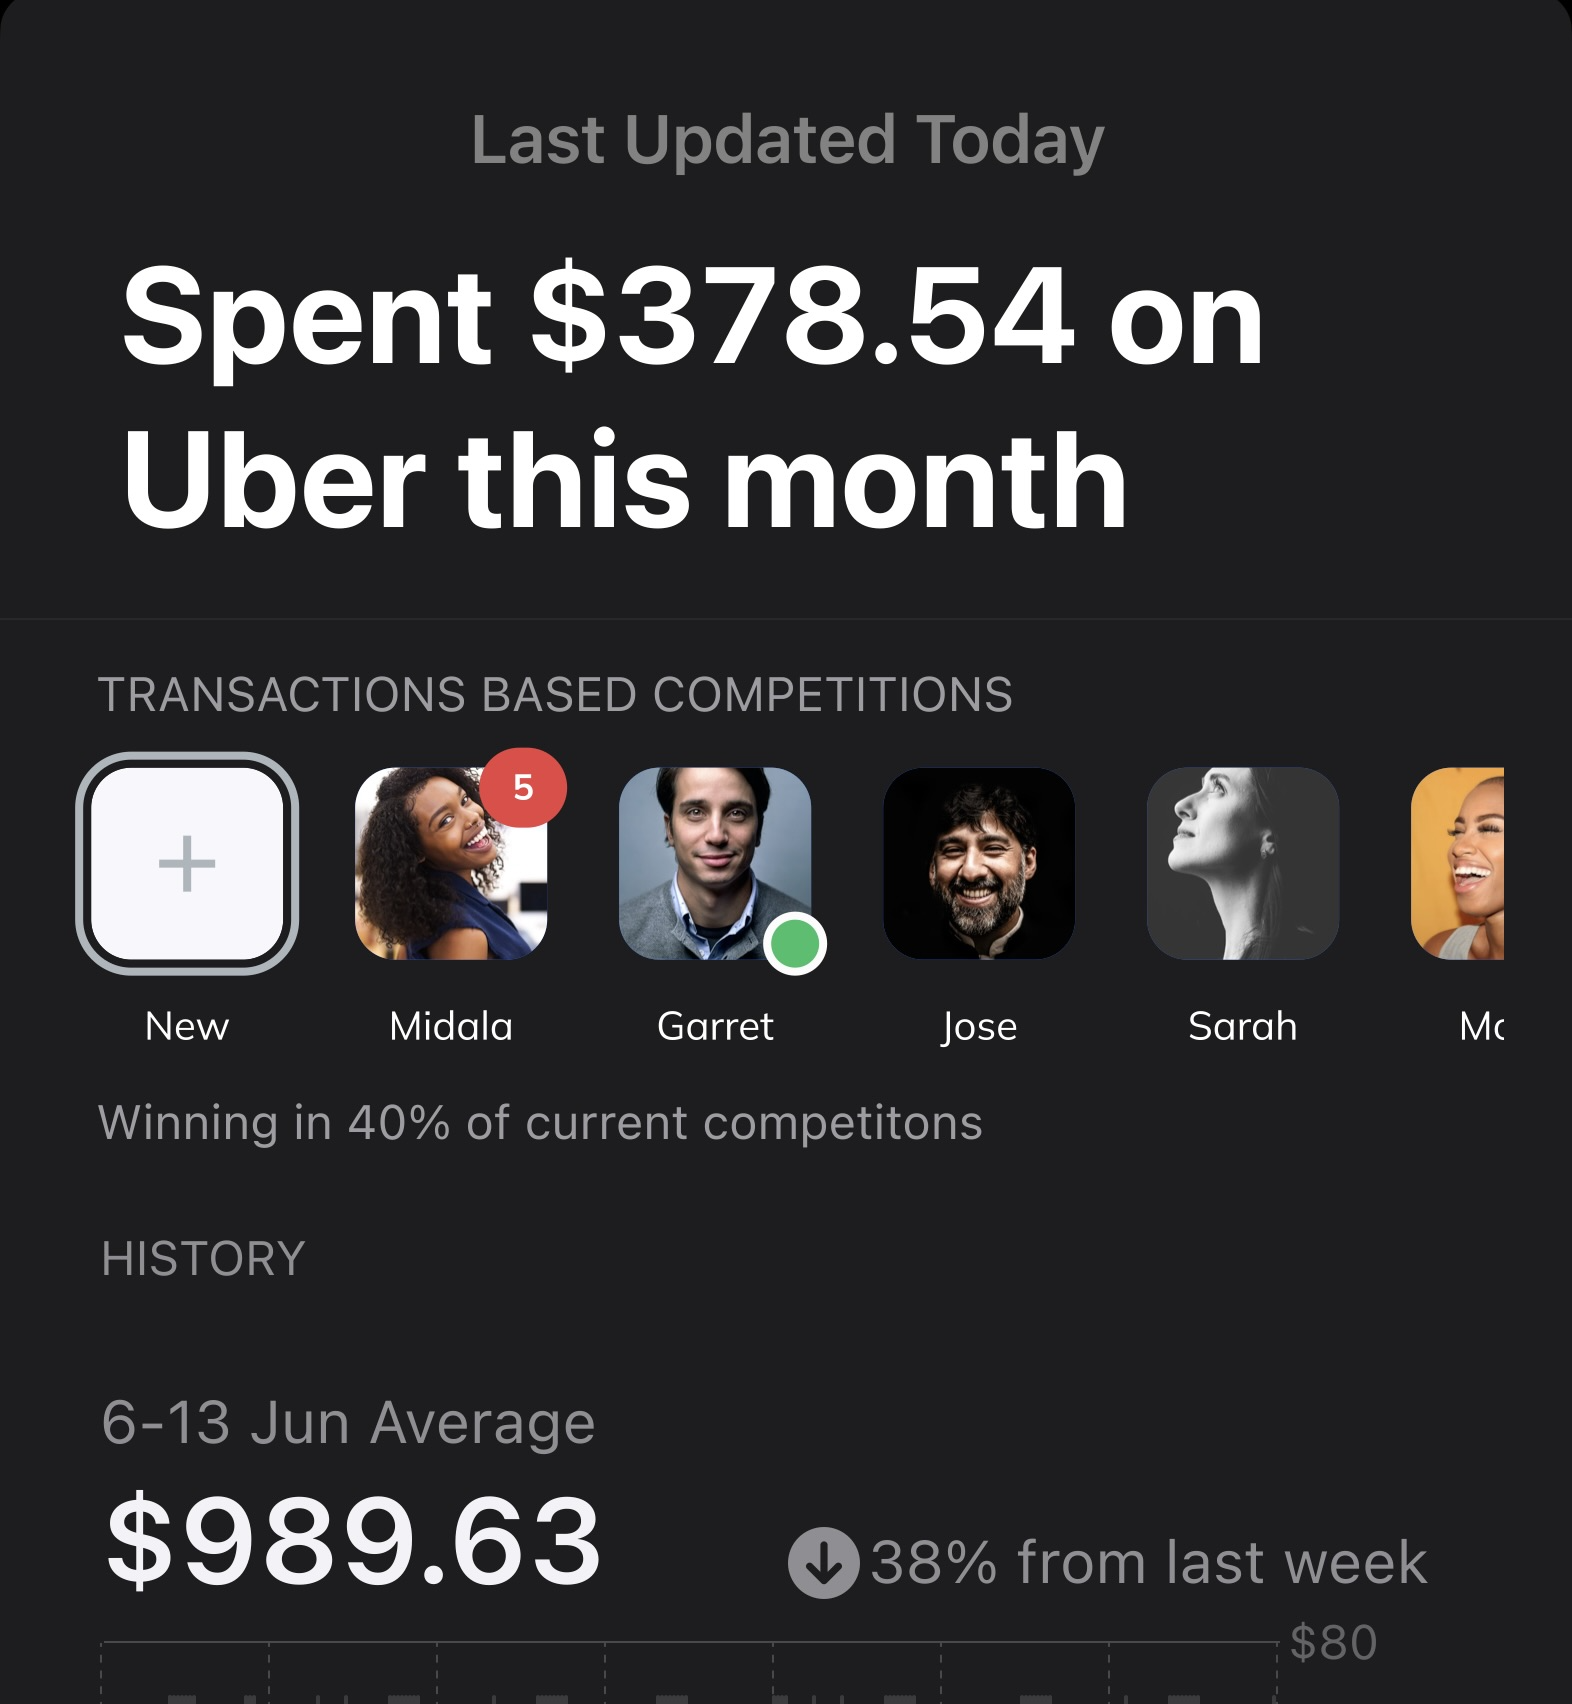 Last Updated Today
Spent $378.54 on
Uber this month
TRANSACTIONS BASED COMPETITIONS
5
New
Midala
Garret
Jose
Sarah
Winning in 40% of current competitons
HISTORY
6-13 Jun Average
$989.63
38% from last week
$80